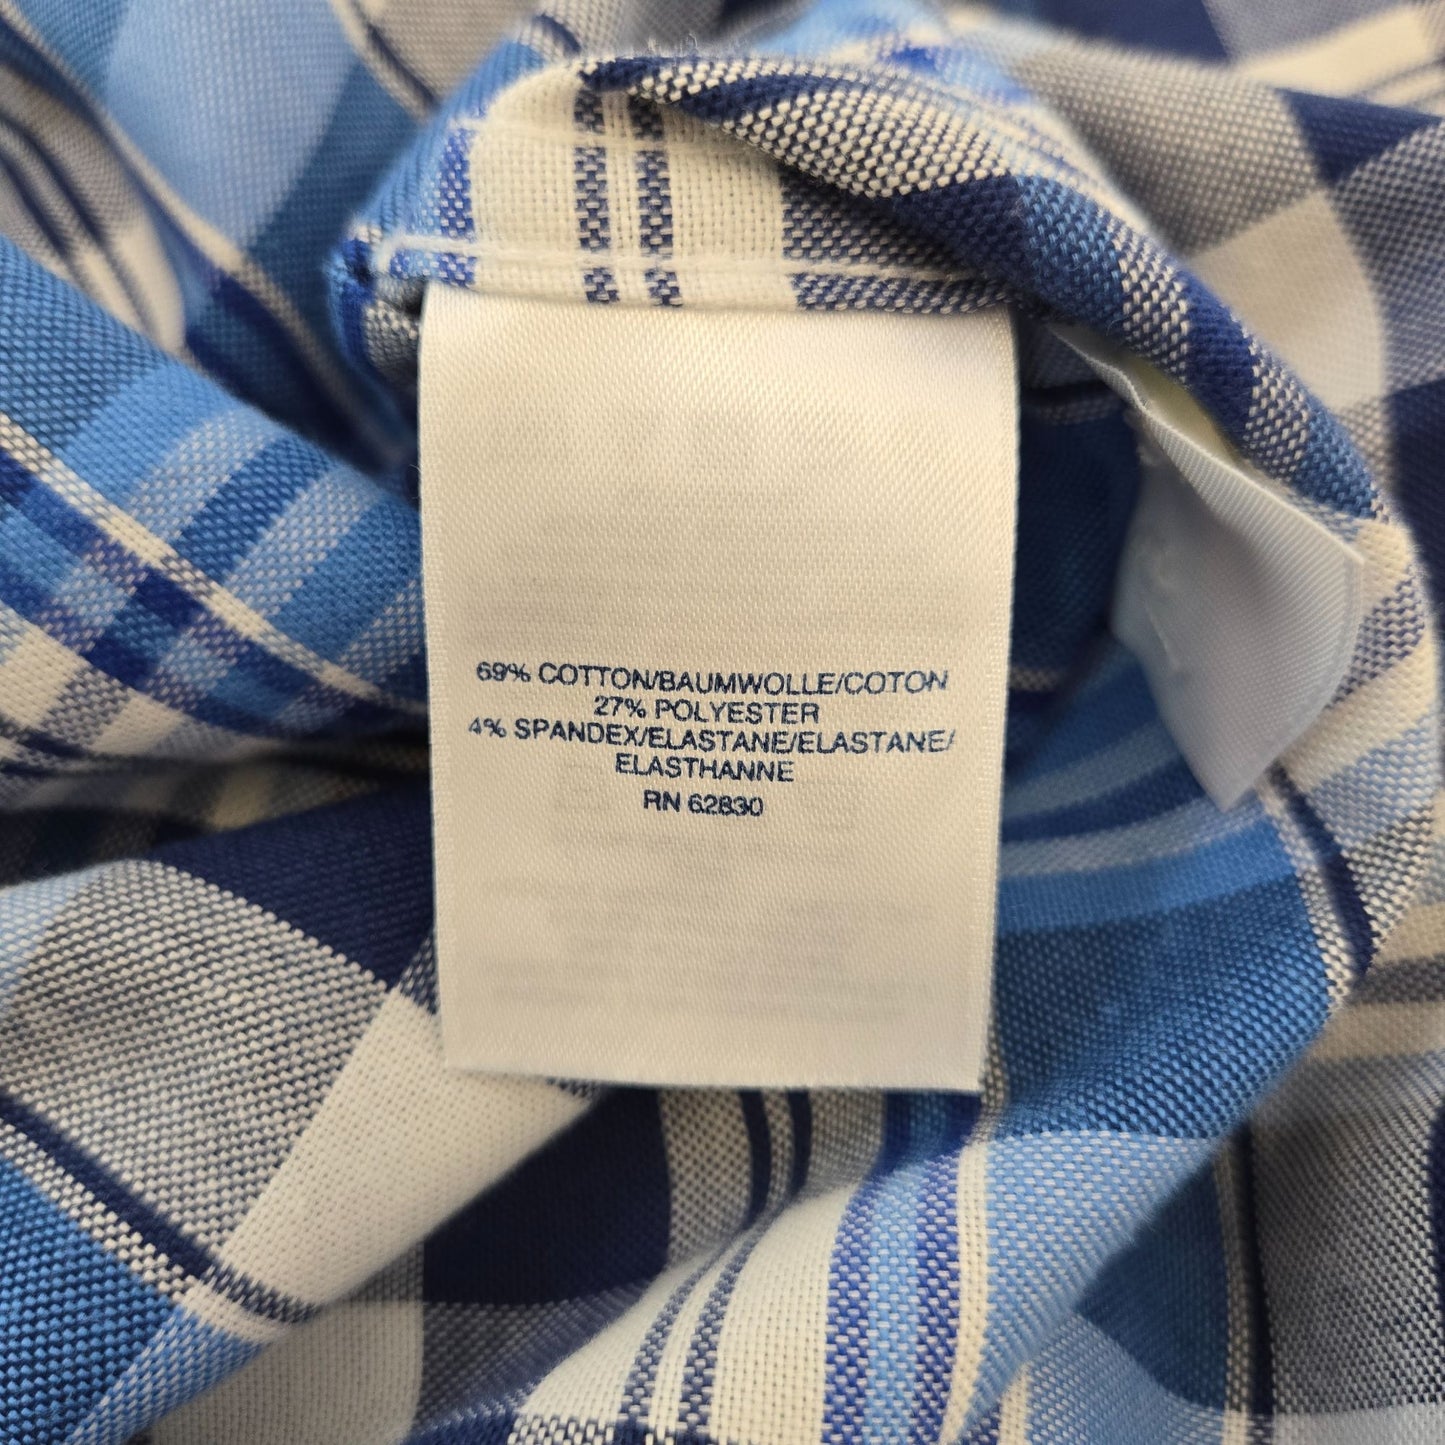 69% COTTON/BAUMWOLLE/COTON
27% POLYESTER
4% SPANDEX/ELASTANE/ELASTANE/
ELASTHANNE
RN 62830